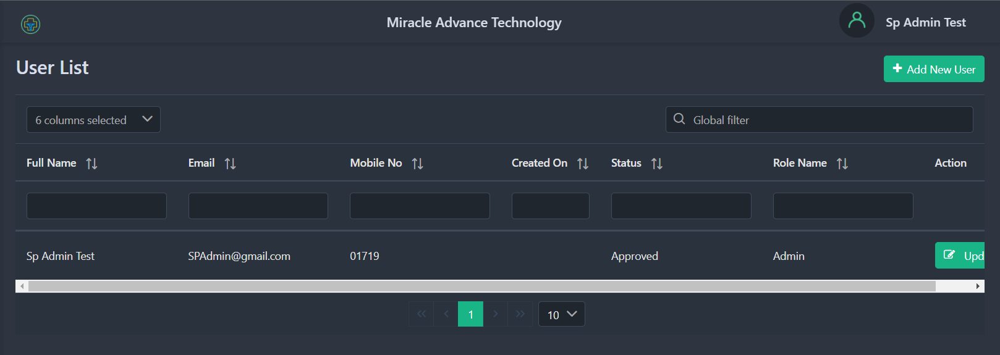 Miracle Advance Technology
Sp Admin Test
User List
Add New User
6 columns selected
Global filter
Full Name Email Mobile No Created On Status Role Name Action
Sp Admin Test SPAdmin@gmail.com 01719 Approved Admin Upd
1 10